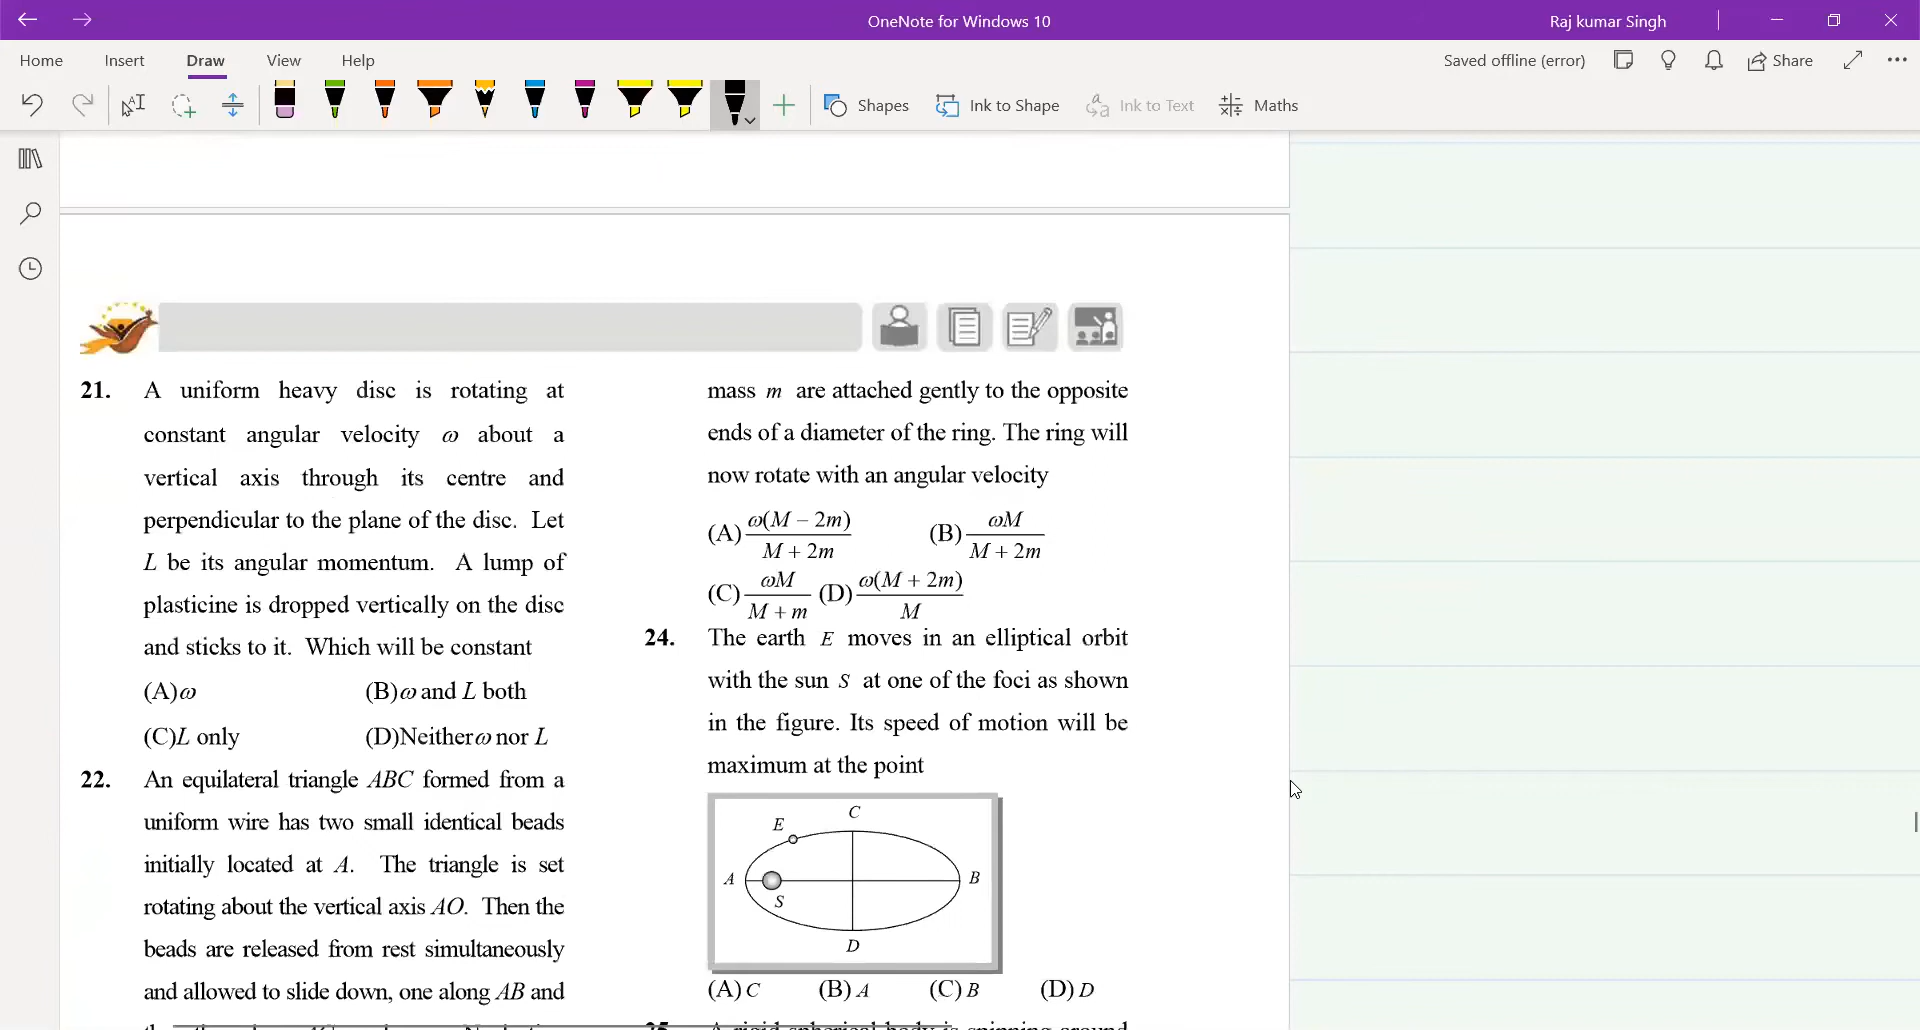 OneNote for Windows 10
Raj kumar Singh
Home Insert Draw View Help
Saved offline (error)
Share
Shapes
Ink to Shape
Ink to Text
Maths
21. A uniform heavy disc is rotating at
constant angular velocity ω about a
vertical axis through its centre and
perpendicular to the plane of the disc. Let
L be its angular momentum. A lump of
plasticine is dropped vertically on the disc
and sticks to it. Which will be constant
(A)ω (B)ω and L both
(C)L only (D)Neither ω nor L
22. An equilateral triangle ABC formed from a
uniform wire has two small identical beads
initially located at A. The triangle is set
rotating about the vertical axis AO. Then the
beads are released from rest simultaneously
and allowed to slide down, one along AB and
mass m are attached gently to the opposite
ends of a diameter of the ring. The ring will
now rotate with an angular velocity
(A) ω(M – 2m) / M + 2m (B) ωM / M + 2m
(C) ωM / M + m (D) ω(M + 2m) / M
24. The earth E moves in an elliptical orbit
with the sun S at one of the foci as shown
in the figure. Its speed of motion will be
maximum at the point
C
E
A
B
S
D
(A) C (B) A (C) B (D) D
25. A rigid spherical body is spinning around